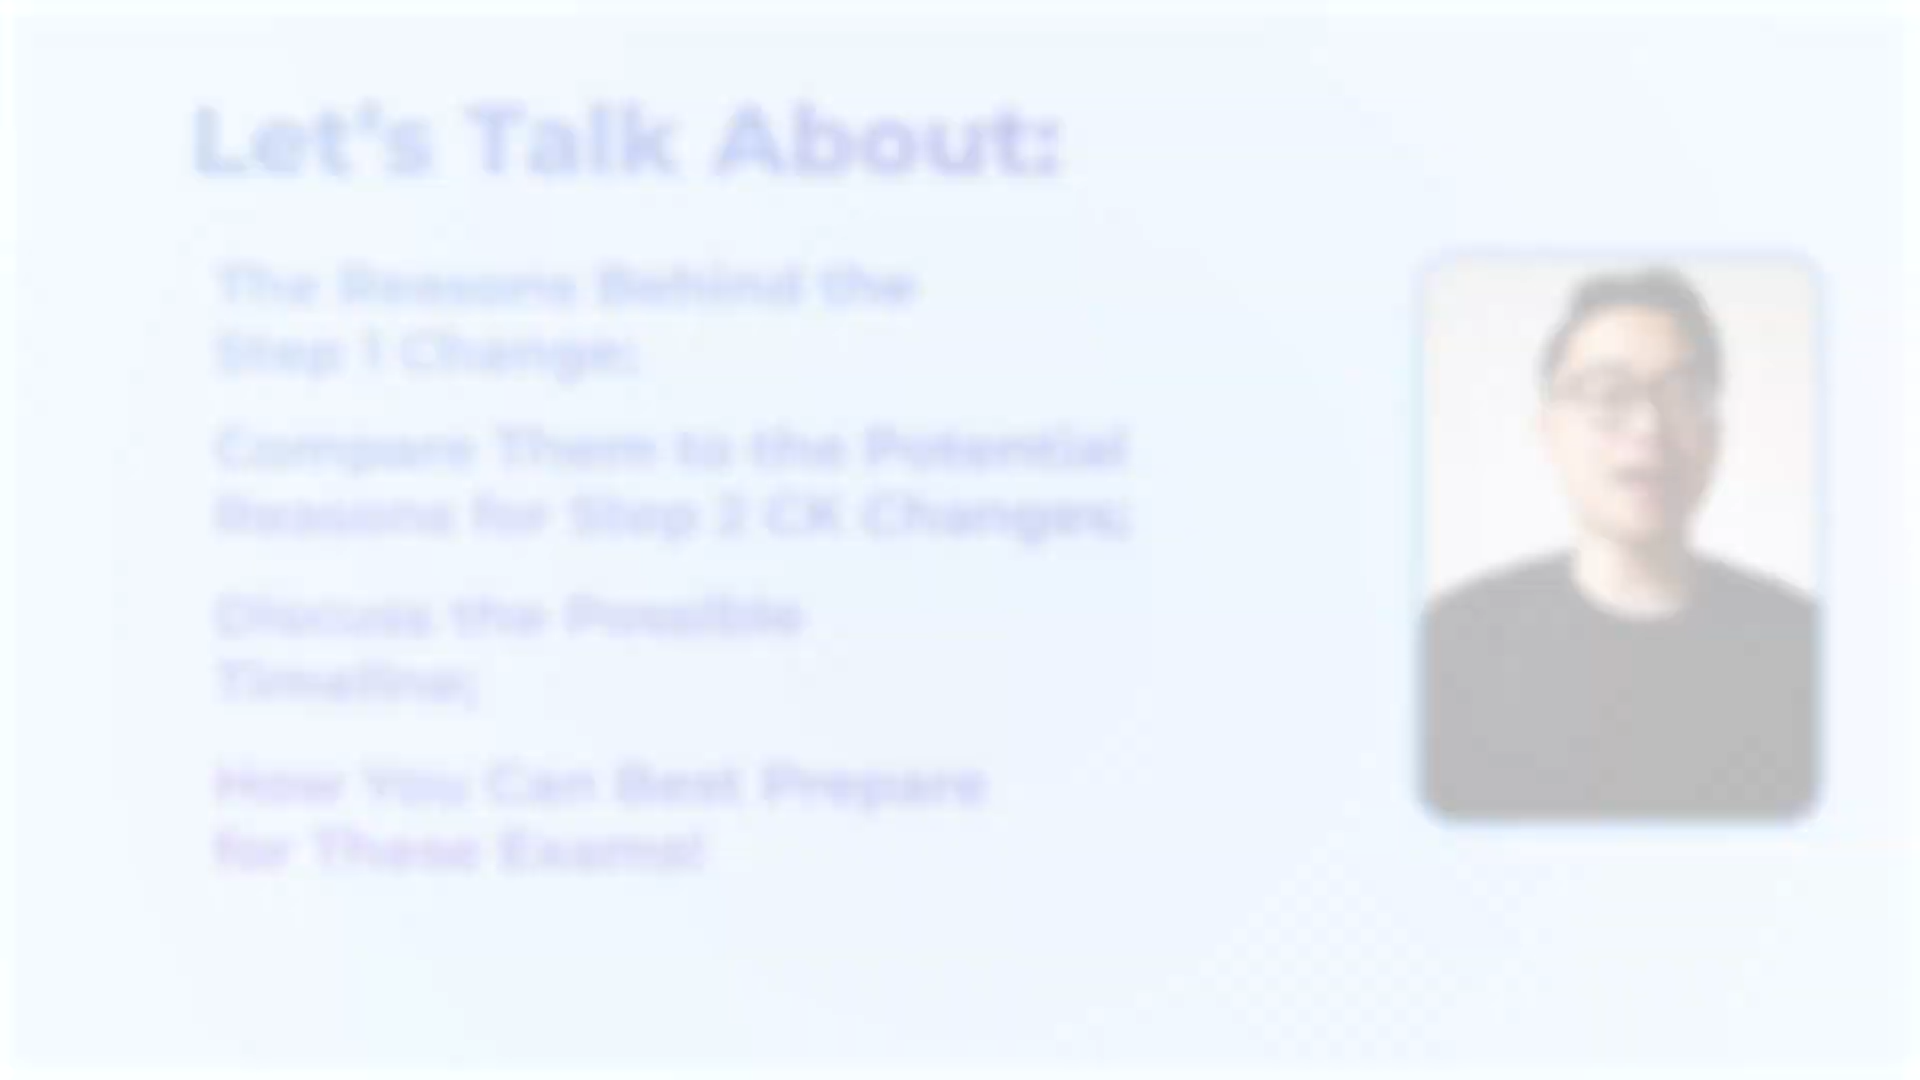 Let's Talk About:
The Reasons Behind the
Step 1 Change;
Compare Them to the Potential
Reasons for Step 2 CK Changes;
Discuss the Possible
Timeline;
How You Can Best Prepare
for These Exams!